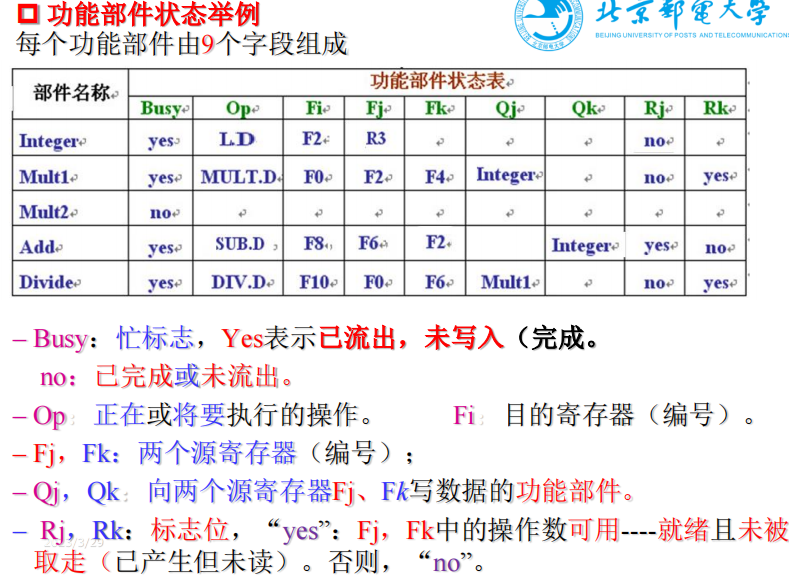 功能部件状态举例
北京邮电大学
BEIJING UNIVERSITY OF POSTS AND TELECOMMUNICATION
每个功能部件由9个字段组成
部件名称 功能部件状态表
Busy Op Fi Fj Fk Qj Qk Rj Rk
Integer yes L.D F2 R3 no
Mult1 yes MULT.D F0 F2 F4 Integer no yes
Mult2 no
Add yes SUB.D F8 F6 F2 Integer yes no
Divide yes DIV.D F10 F0 F6 Mult1 no yes
– Busy：忙标志，Yes表示已流出，未写入（完成。
no：已完成或未流出。
– Op：正在或将要执行的操作。 Fi：目的寄存器（编号）。
– Fj，Fk：两个源寄存器（编号）；
– Qj，Qk：向两个源寄存器Fj、Fk写数据的功能部件。
– Rj，Rk：标志位，“yes”：Fj，Fk中的操作数可用----就绪且未被
取走（已产生但未读）。否则，“no”。